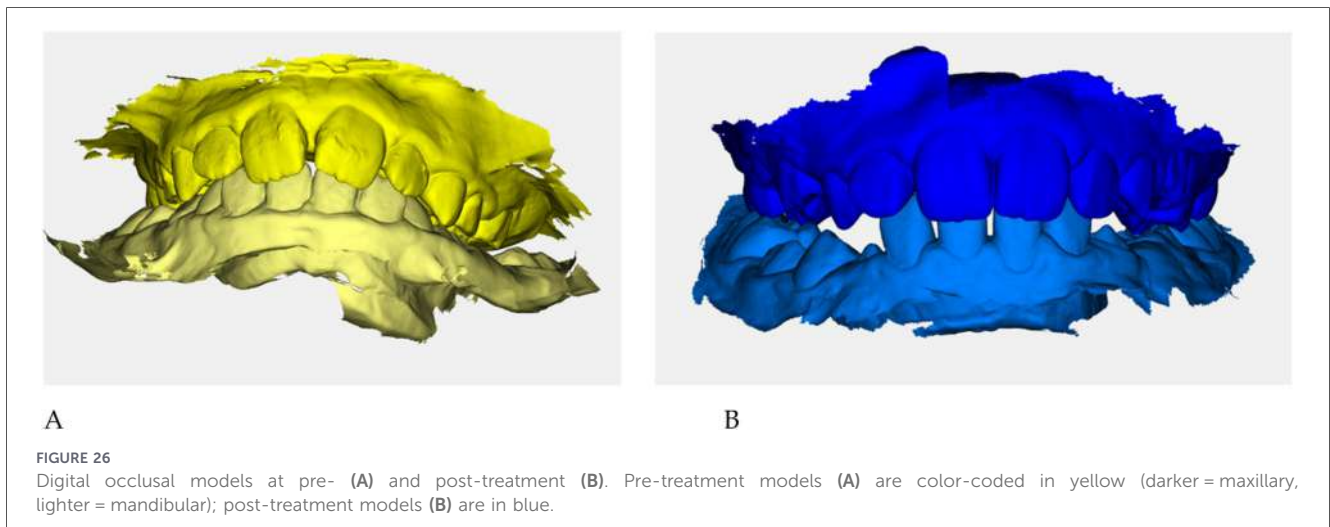 A
B
FIGURE 26
Digital occlusal models at pre- (A) and post-treatment (B). Pre-treatment models (A) are color-coded in yellow (darker = maxillary,
lighter = mandibular); post-treatment models (B) are in blue.